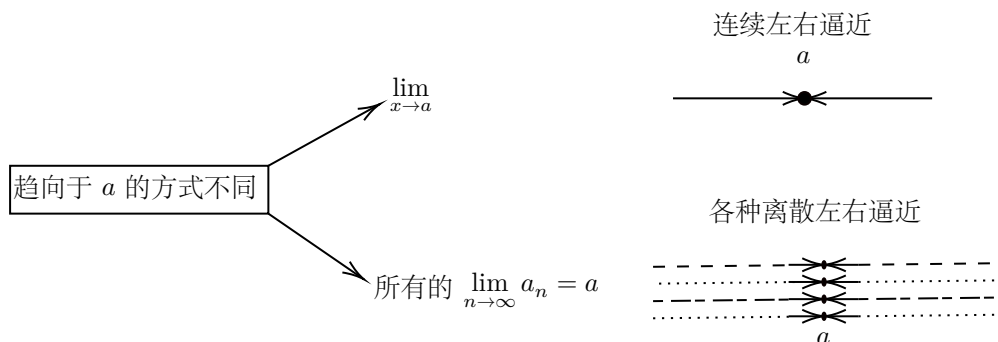 连续左右逼近
a
lim
x→a
趋向于 a 的方式不同
各种离散左右逼近
所有的 lim aₙ = a
n→∞
a